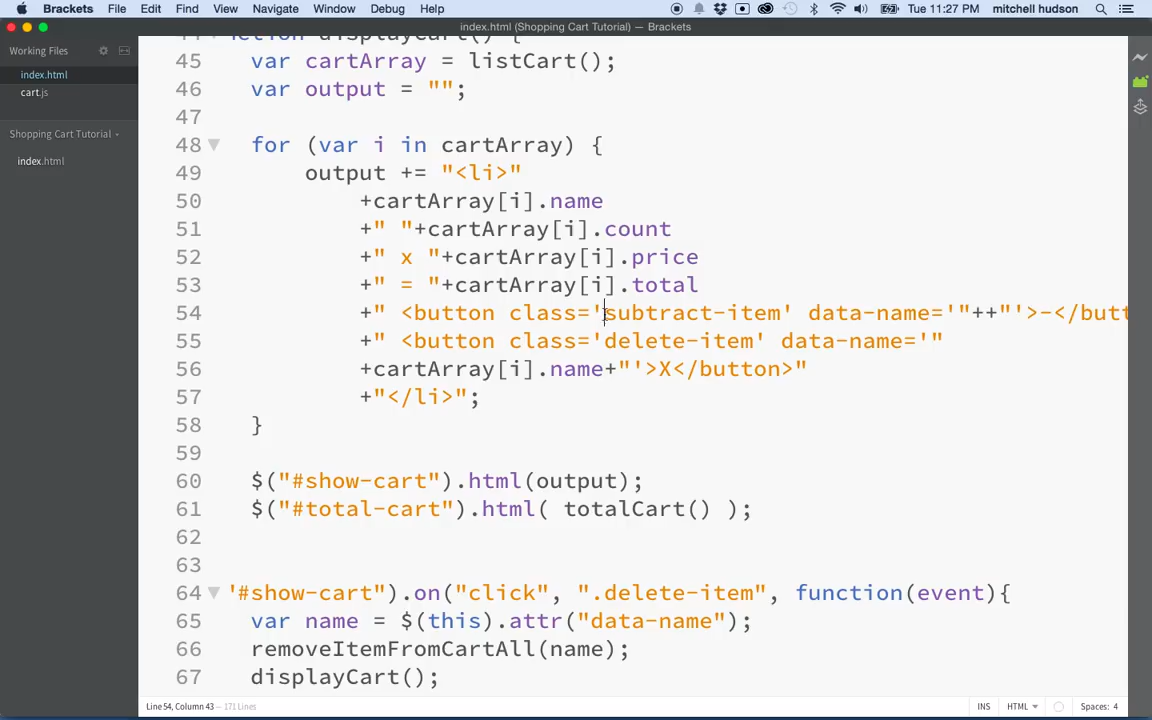 Brackets File Edit Find View Navigate Window Debug Help Tue 11:27 PM mitchell hudson
index.html (Shopping Cart Tutorial) — Brackets
Working Files
index.html
cart.js
Shopping Cart Tutorial
index.html
displayCart() {
45 var cartArray = listCart();
46 var output = "";
47
48 for (var i in cartArray) {
49 output += "<li>"
50 +cartArray[i].name
51 +" "+cartArray[i].count
52 +" x "+cartArray[i].price
53 +" = "+cartArray[i].total
54 +" <button class='subtract-item' data-name='"++"'>-</butt
55 +" <button class='delete-item' data-name='"
56 +cartArray[i].name+"'>X</button>"
57 +"</li>";
58 }
59
60 $("#show-cart").html(output);
61 $("#total-cart").html( totalCart() );
62
63
64 '#show-cart").on("click", ".delete-item", function(event){
65 var name = $(this).attr("data-name");
66 removeItemFromCartAll(name);
67 displayCart();
Line 54, Column 43 — 171 Lines INS HTML Spaces: 4